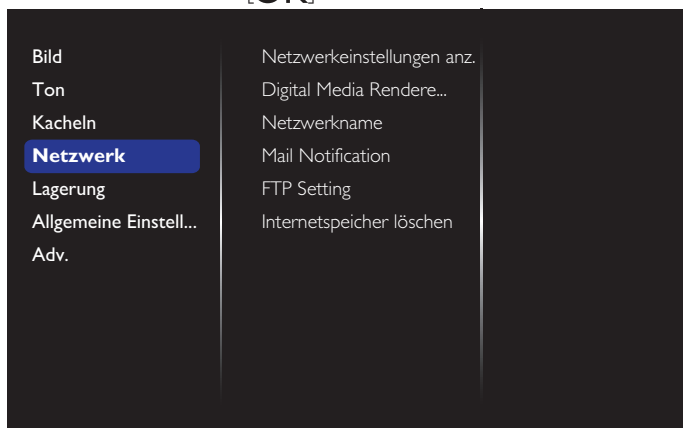 [OK]
Bild
Ton
Kacheln
Netzwerk
Lagerung
Allgemeine Einstell...
Adv.
Netzwerkeinstellungen anz.
Digital Media Rendere...
Netzwerkname
Mail Notification
FTP Setting
Internetspeicher löschen